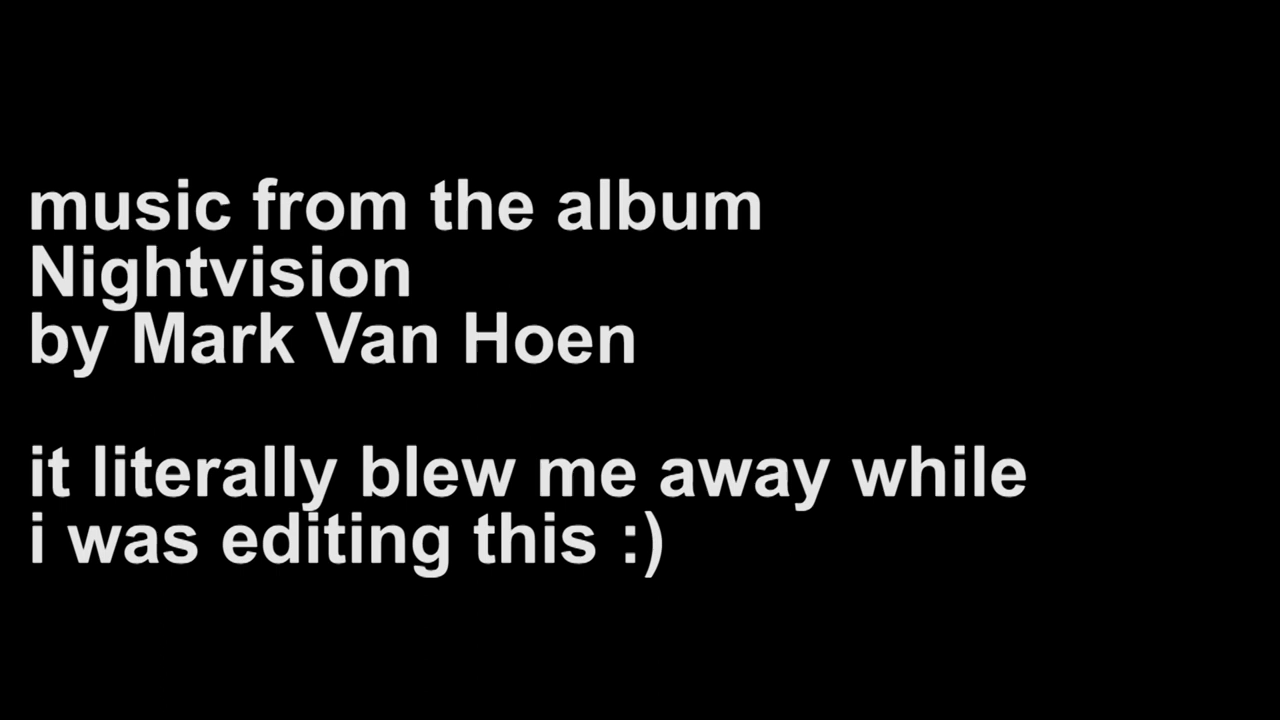 music from the album
Nightvision
by Mark Van Hoen
it literally blew me away while
i was editing this :)